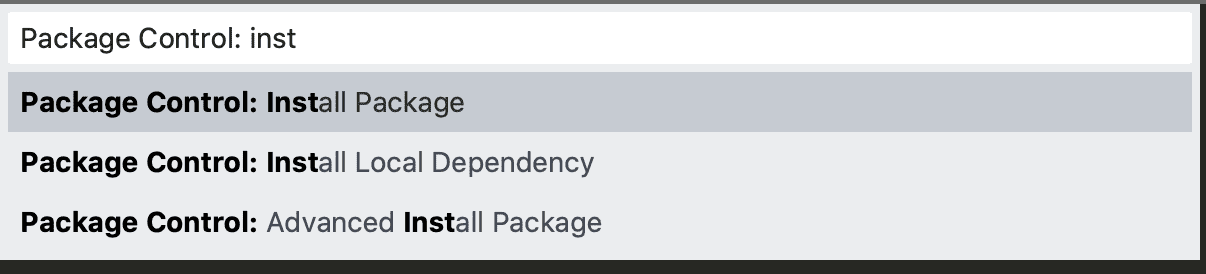 Package Control: inst
Package Control: Install Package
Package Control: Install Local Dependency
Package Control: Advanced Install Package